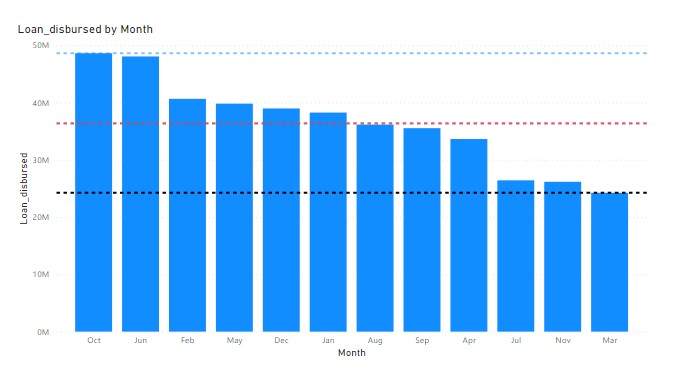 Loan_disbursed by Month
50M
40M
30M
20M
10M
0M
Loan_disbursed
Oct Jun Feb May Dec Jan Aug Sep Apr Jul Nov Mar
Month